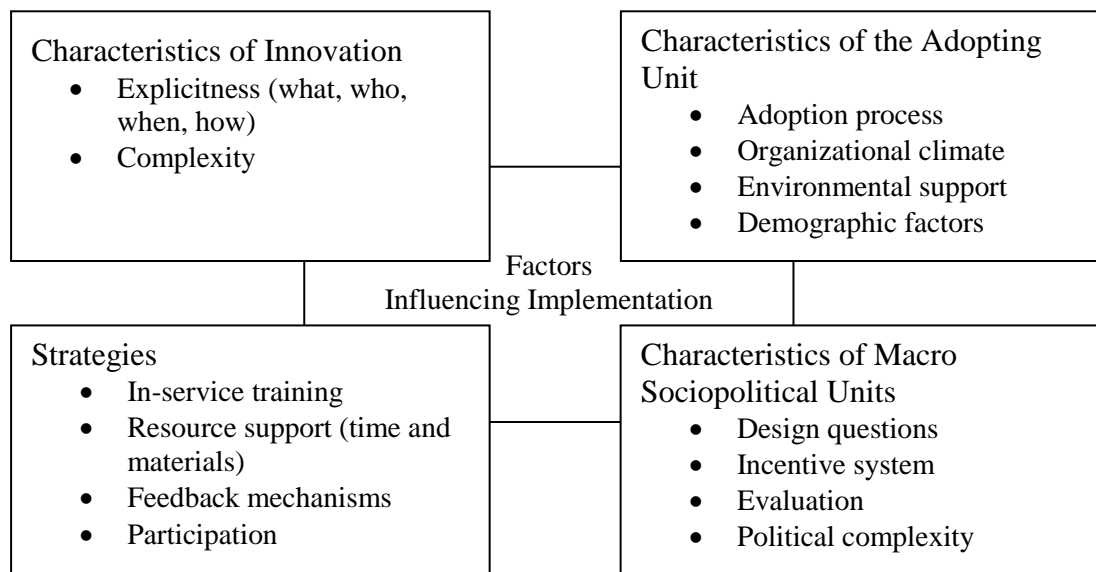 Characteristics of Innovation
• Explicitness (what, who,
when, how)
• Complexity
Characteristics of the Adopting
Unit
• Adoption process
• Organizational climate
• Environmental support
• Demographic factors
Factors
Influencing Implementation
Strategies
• In-service training
• Resource support (time and
materials)
• Feedback mechanisms
• Participation
Characteristics of Macro
Sociopolitical Units
• Design questions
• Incentive system
• Evaluation
• Political complexity